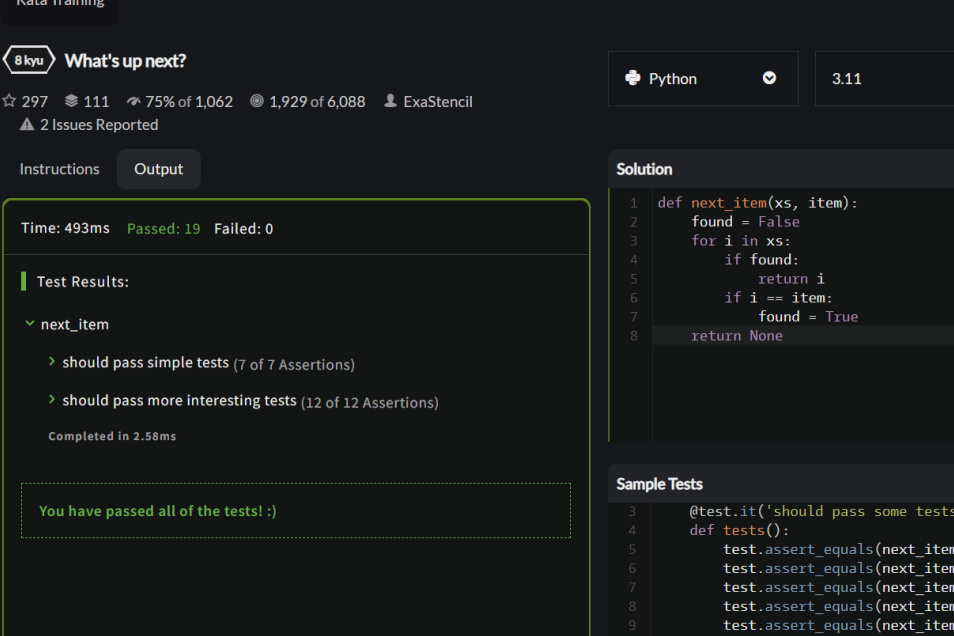 Kata Training
8 kyu What's up next?
297 111 75% of 1,062 1,929 of 6,088 ExaStencil
2 Issues Reported
Instructions Output
Time: 493ms Passed: 19 Failed: 0
Test Results:
next_item
should pass simple tests (7 of 7 Assertions)
should pass more interesting tests (12 of 12 Assertions)
Completed in 2.58ms
You have passed all of the tests! :)
Python 3.11
Solution
1 def next_item(xs, item):
2 found = False
3 for i in xs:
4 if found:
5 return i
6 if i == item:
7 found = True
8 return None
Sample Tests
3 @test.it('should pass some tests
4 def tests():
5 test.assert_equals(next_item
6 test.assert_equals(next_item
7 test.assert_equals(next_item
8 test.assert_equals(next_item
9 test.assert_equals(next_item